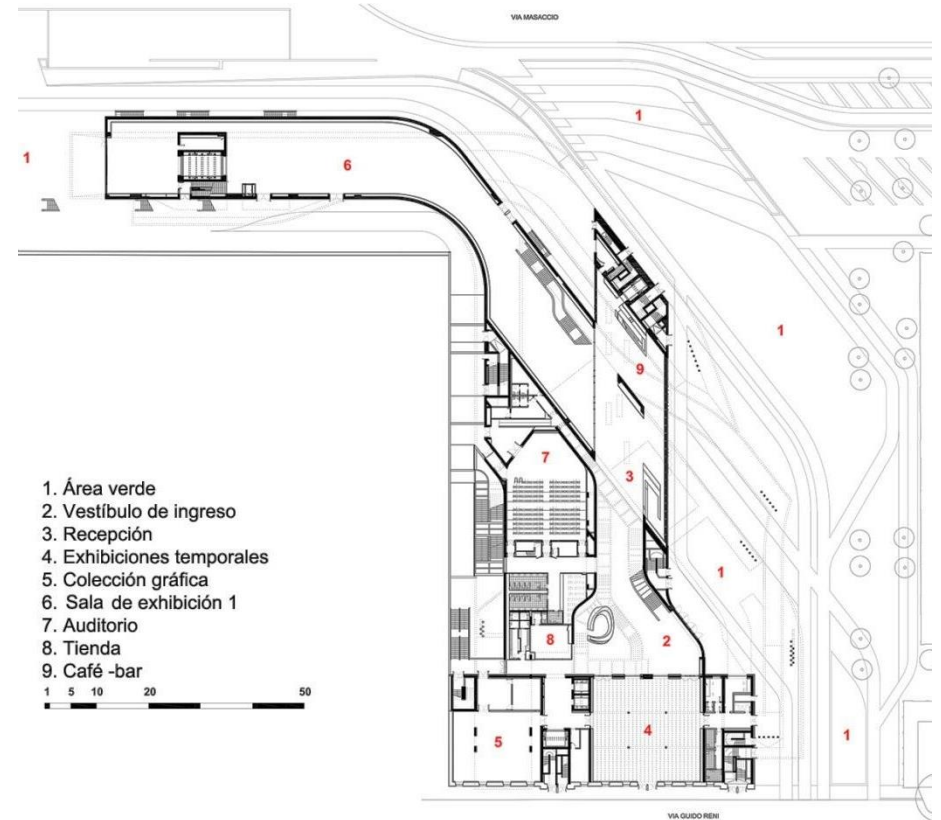 VIA MASACCIO
1
1
6
1
9
7
3
1
8
2
5
4
1
1. Área verde
2. Vestíbulo de ingreso
3. Recepción
4. Exhibiciones temporales
5. Colección gráfica
6. Sala de exhibición 1
7. Auditorio
8. Tienda
9. Café -bar
1 5 10 20 50
VIA GUIDO RENI